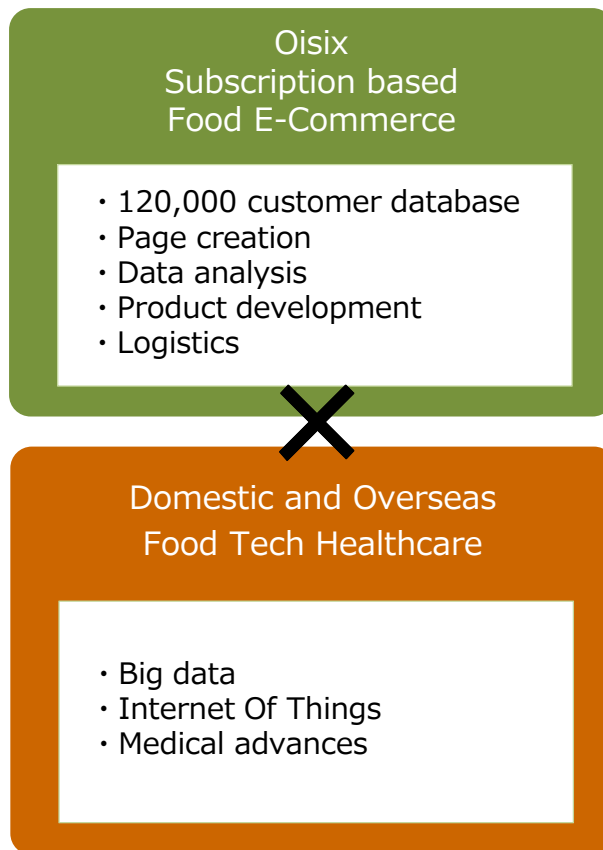 Oisix
Subscription based
Food E-Commerce
・120,000 customer database
・Page creation
・Data analysis
・Product development
・Logistics
Domestic and Overseas
Food Tech Healthcare
・Big data
・Internet Of Things
・Medical advances